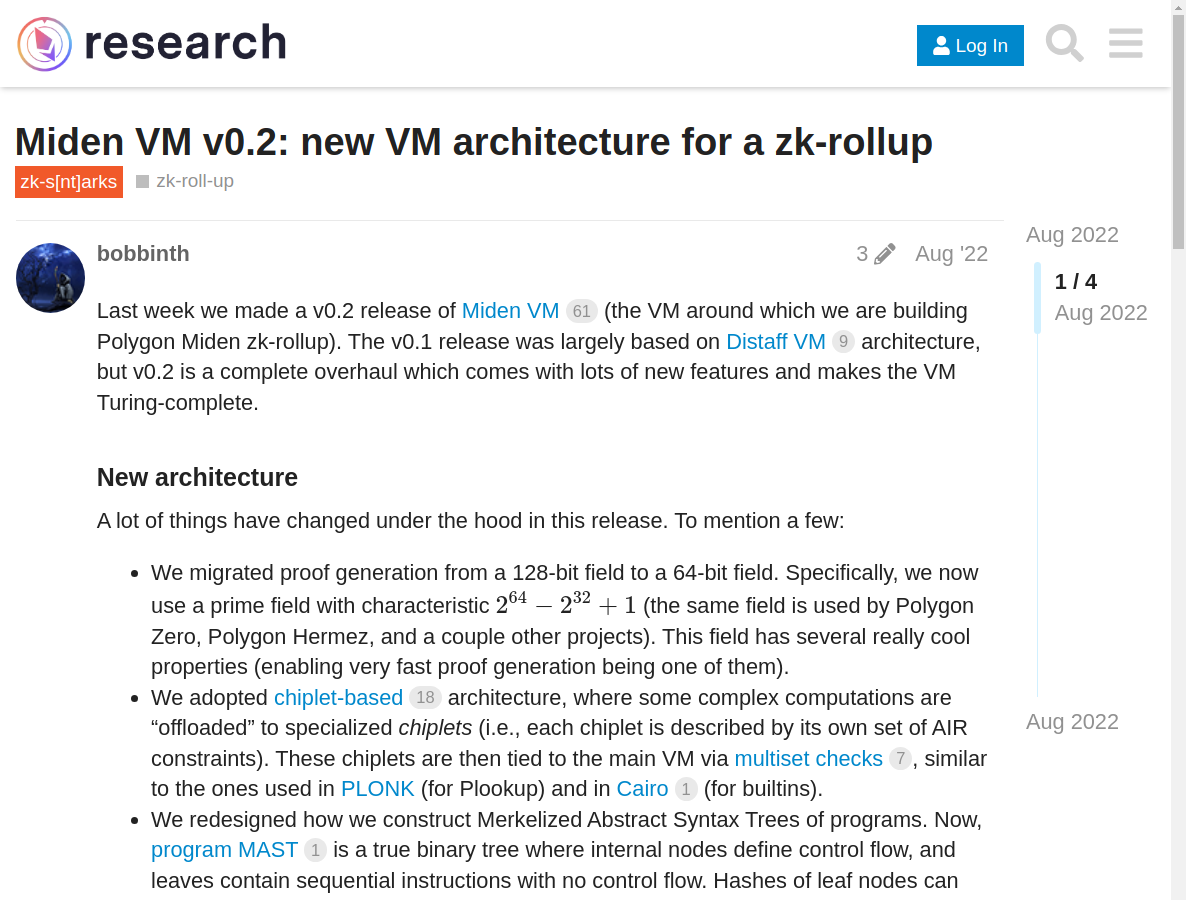 research
Log In
Miden VM v0.2: new VM architecture for a zk-rollup
zk-s[nt]arks
zk-roll-up
bobbinth
3
Aug '22
Aug 2022
1 / 4
Aug 2022
Last week we made a v0.2 release of Miden VM 61 (the VM around which we are building
Polygon Miden zk-rollup). The v0.1 release was largely based on Distaff VM 9 architecture,
but v0.2 is a complete overhaul which comes with lots of new features and makes the VM
Turing-complete.
New architecture
A lot of things have changed under the hood in this release. To mention a few:
• We migrated proof generation from a 128-bit field to a 64-bit field. Specifically, we now
use a prime field with characteristic 2^64 − 2^32 + 1 (the same field is used by Polygon
Zero, Polygon Hermez, and a couple other projects). This field has several really cool
properties (enabling very fast proof generation being one of them).
• We adopted chiplet-based 18 architecture, where some complex computations are
“offloaded” to specialized chiplets (i.e., each chiplet is described by its own set of AIR
constraints). These chiplets are then tied to the main VM via multiset checks 7, similar
to the ones used in PLONK (for Plookup) and in Cairo 1 (for builtins).
• We redesigned how we construct Merkelized Abstract Syntax Trees of programs. Now,
program MAST 1 is a true binary tree where internal nodes define control flow, and
leaves contain sequential instructions with no control flow. Hashes of leaf nodes can
Aug 2022